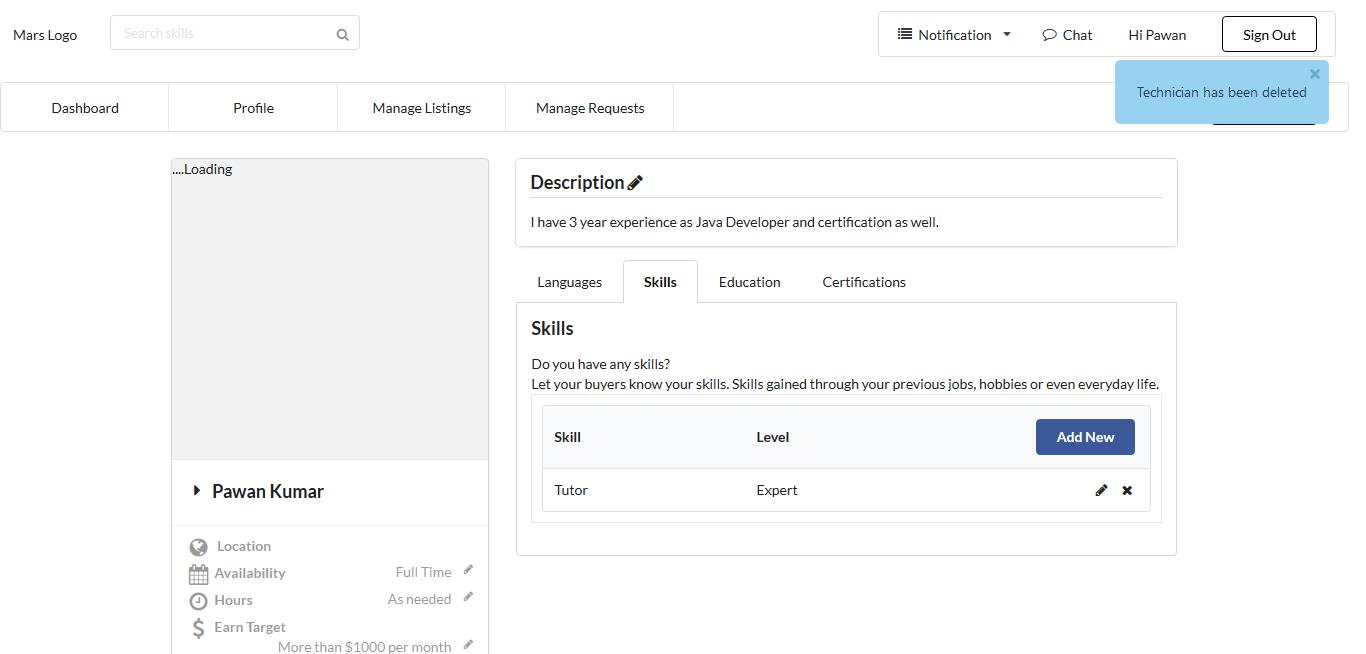 Mars Logo
Search skills
Notification
Chat
Hi Pawan
Sign Out
Technician has been deleted
Dashboard
Profile
Manage Listings
Manage Requests
....Loading
Pawan Kumar
Location
Availability
Full Time
Hours
As needed
Earn Target
More than $1000 per month
Description
I have 3 year experience as Java Developer and certification as well.
Languages
Skills
Education
Certifications
Skills
Do you have any skills?
Let your buyers know your skills. Skills gained through your previous jobs, hobbies or even everyday life.
Skill
Level
Add New
Tutor
Expert